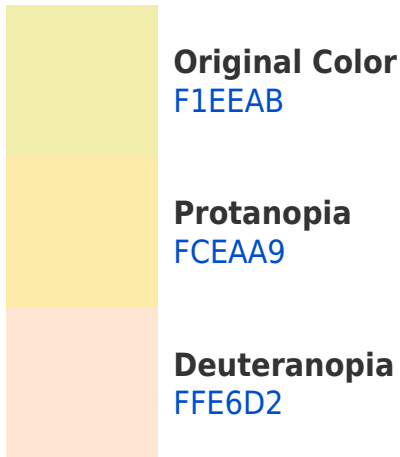 Original Color
F1EEAB
Protanopia
FCEAA9
Deuteranopia
FFE6D2